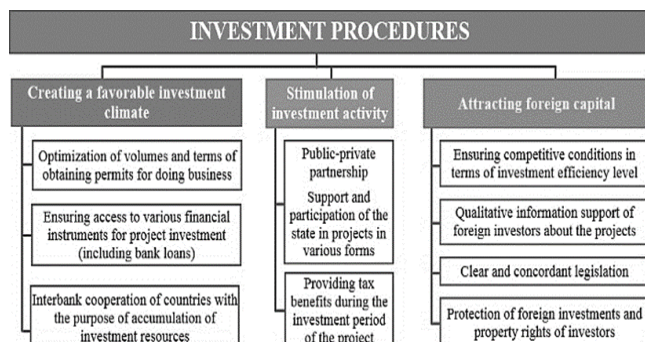 INVESTMENT PROCEDURES
Creating a favorable investment
climate
Optimization of volumes and terms of
obtaining permits for doing business
Ensuring access to various financial
instruments for project investment
(including bank loans)
Interbank cooperation of countries with
the purpose of accumulation of
investment resources
Stimulation of
investment activity
Public-private
partnership
Support and
participation of the
state in projects in
various forms
Providing tax
benefits during the
investment period
of the project
Attracting foreign capital
Ensuring competitive conditions in
terms of investment efficiency level
Qualitative information support of
foreign investors about the projects
Clear and concordant legislation
Protection of foreign investments and
property rights of investors